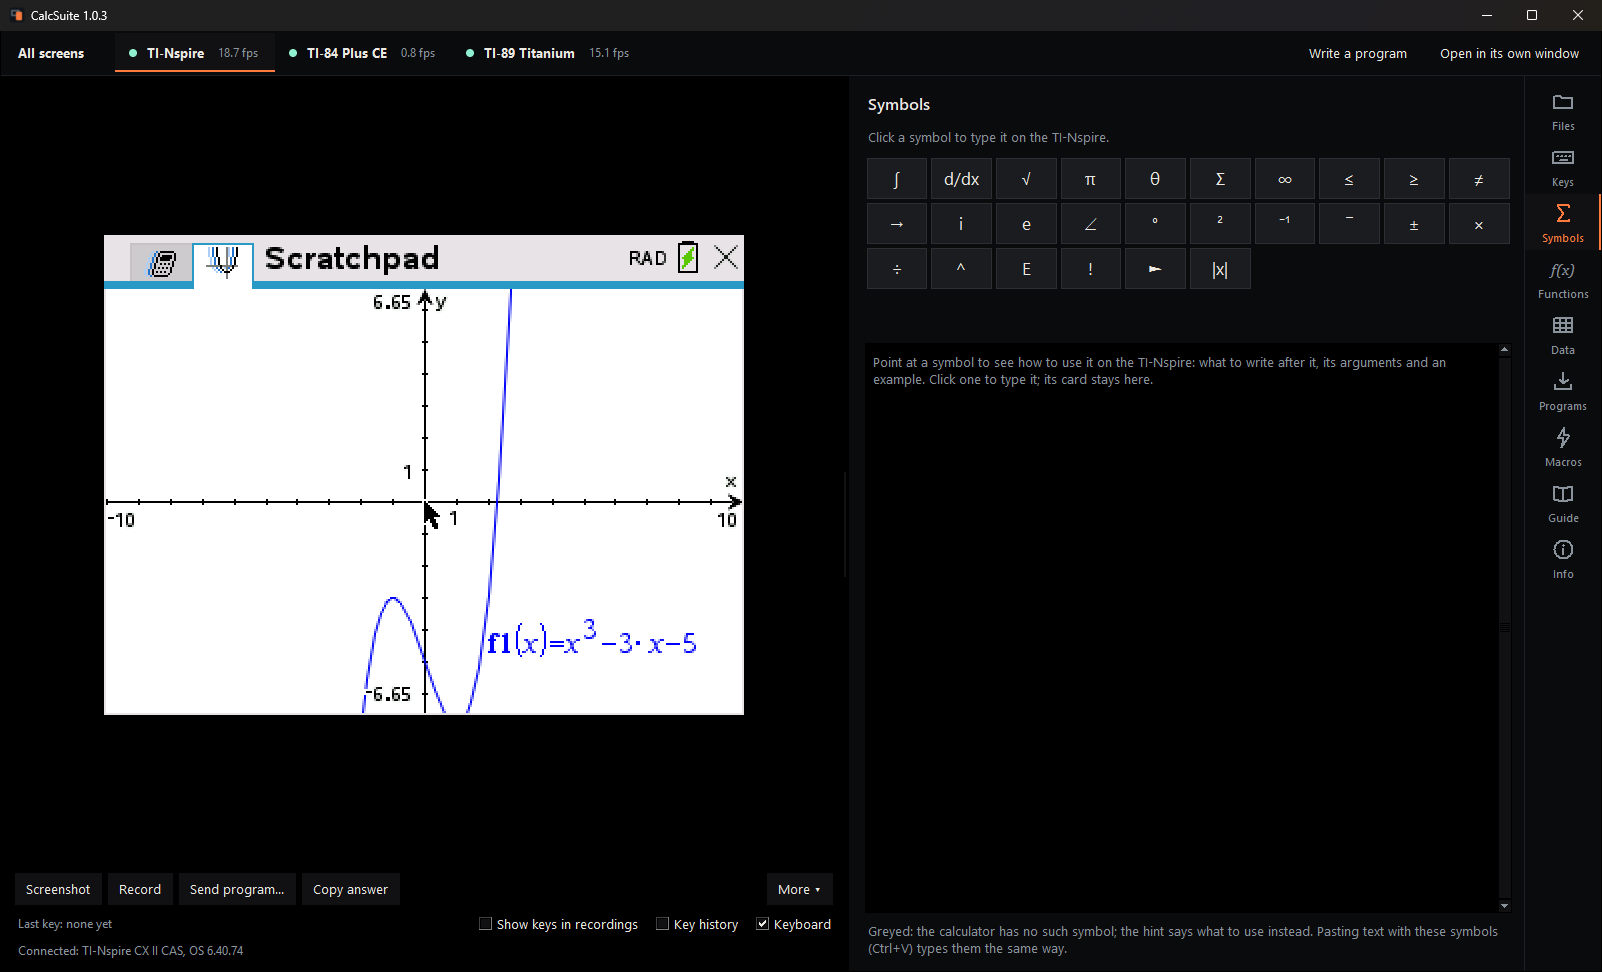 CalcSuite 1.0.3
All screens
TI-Nspire 18.7 fps
TI-84 Plus CE 0.8 fps
TI-89 Titanium 15.1 fps
Write a program
Open in its own window
Scratchpad
RAD
6.65
y
1
x
-10
1
10
f1(x)=x³-3·x-5
-6.65
Screenshot
Record
Send program...
Copy answer
More
Last key: none yet
Show keys in recordings
Key history
Keyboard
Connected: TI-Nspire CX II CAS, OS 6.40.74
Symbols
Click a symbol to type it on the TI-Nspire.
∫ d/dx √ π θ Σ ∞ ≤ ≥ ≠
→ i e ∠ ° ² ⁻¹ ⁻ ± ×
÷ ^ E ! ► |x|
Point at a symbol to see how to use it on the TI-Nspire: what to write after it, its arguments and an
example. Click one to type it; its card stays here.
Greyed: the calculator has no such symbol; the hint says what to use instead. Pasting text with these symbols
(Ctrl+V) types them the same way.
Files
Keys
Σ
Symbols
f(x)
Functions
Data
Programs
Macros
Guide
Info